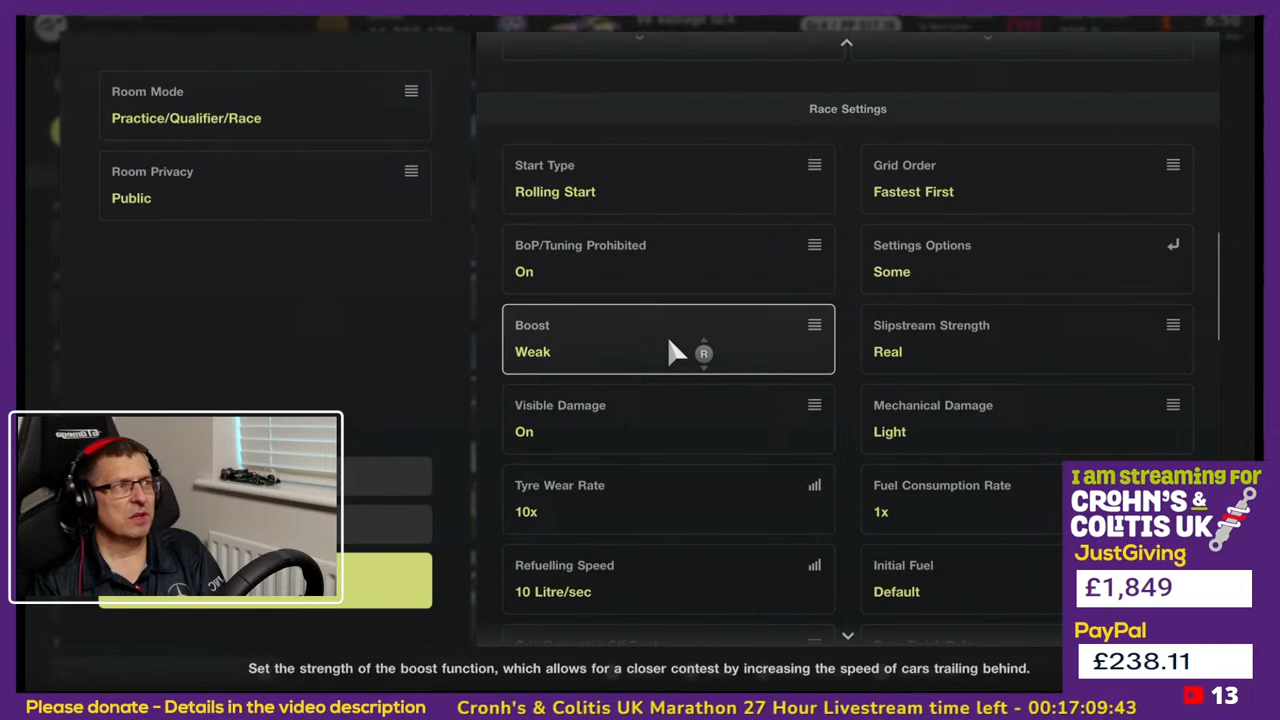 6:50
Room Mode
Practice/Qualifier/Race
Room Privacy
Public
Race Settings
Start Type
Rolling Start
Grid Order
Fastest First
BoP/Tuning Prohibited
On
Settings Options
Some
Boost
Weak
R
Slipstream Strength
Real
Visible Damage
On
Mechanical Damage
Light
Tyre Wear Rate
10x
Fuel Consumption Rate
1x
Refuelling Speed
10 Litre/sec
Initial Fuel
Default
Set the strength of the boost function, which allows for a closer contest by increasing the speed of cars trailing behind.
GTOmega
I am streaming FOR
CROHN'S &
COLITIS UK
JustGiving
£1,849
PayPal
£238.11
13
Please donate - Details in the video description
Cronh's & Colitis UK Marathon 27 Hour Livestream time left - 00:17:09:43